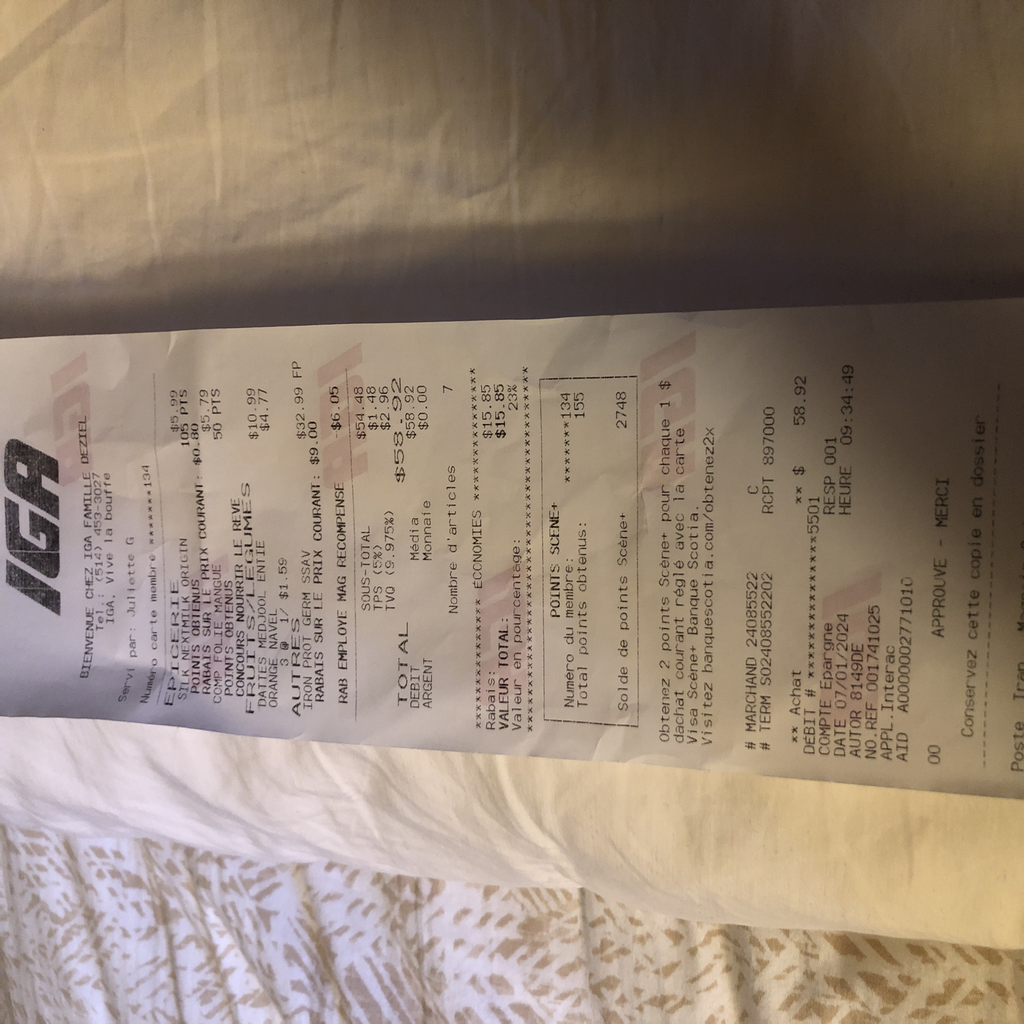 IGA
BIENVENUE CHEZ IGA FAMILLE DEZIEL
Tel.: (514) 453-3027
IGA, Vive la bouffe
Servi par: Juliette G
Numéro carte membre *******134
EPICERIE
SILK NEXTMILK ORIGIN $5.99
POINTS OBTENUS 105 PTS
RABAIS SUR LE PRIX COURANT: $0.80
COMP FOLIE MANGUE $5.79
POINTS OBTENUS 50 PTS
CONCOURS NOURRIR LE REVE
FRUITS LEGUMES
DATTES MEDJOOL ENTIE $10.99
ORANGE NAVEL $4.77
3 @ 1/ $1.59
AUTRES
IRON PROT GERM SSAV $32.99 FP
RABAIS SUR LE PRIX COURANT: $9.00
RAB EMPLOYE MAG RECOMPENSE -$6.05
SOUS-TOTAL $54.48
TPS (5%) $1.48
TVQ (9.975%) $2.96
TOTAL $58.92
DEBIT Média $58.92
ARGENT Monnaie $0.00
Nombre d'articles 7
*********** ECONOMIES ***********
Rabais: $15.85
VALEUR TOTAL: $15.85
Valeur en pourcentage: 23%
POINTS SCENE+
Numéro du membre: *******134
Total points obtenus: 155
Solde de points Scène+ 2748
Obtenez 2 points Scène+ pour chaque 1 $
dachat courant réglé avec la carte
Visa Scène+ Banque Scotia.
Visitez banquescotia.com/obtenez2x
# MARCHAND 24085522 C
# TERM S02408552202 RCPT 897000
** Achat ** $ 58.92
DEBIT # ************5501
COMPTE Epargne RESP 001
DATE 07/01/2024 HEURE 09:34:49
AUTOR 8149DE
NO.REF 001741025
APPL.Interac
AID A0000002771010
00 APPROUVE - MERCI
Conservez cette copie en dossier
Poste Tran